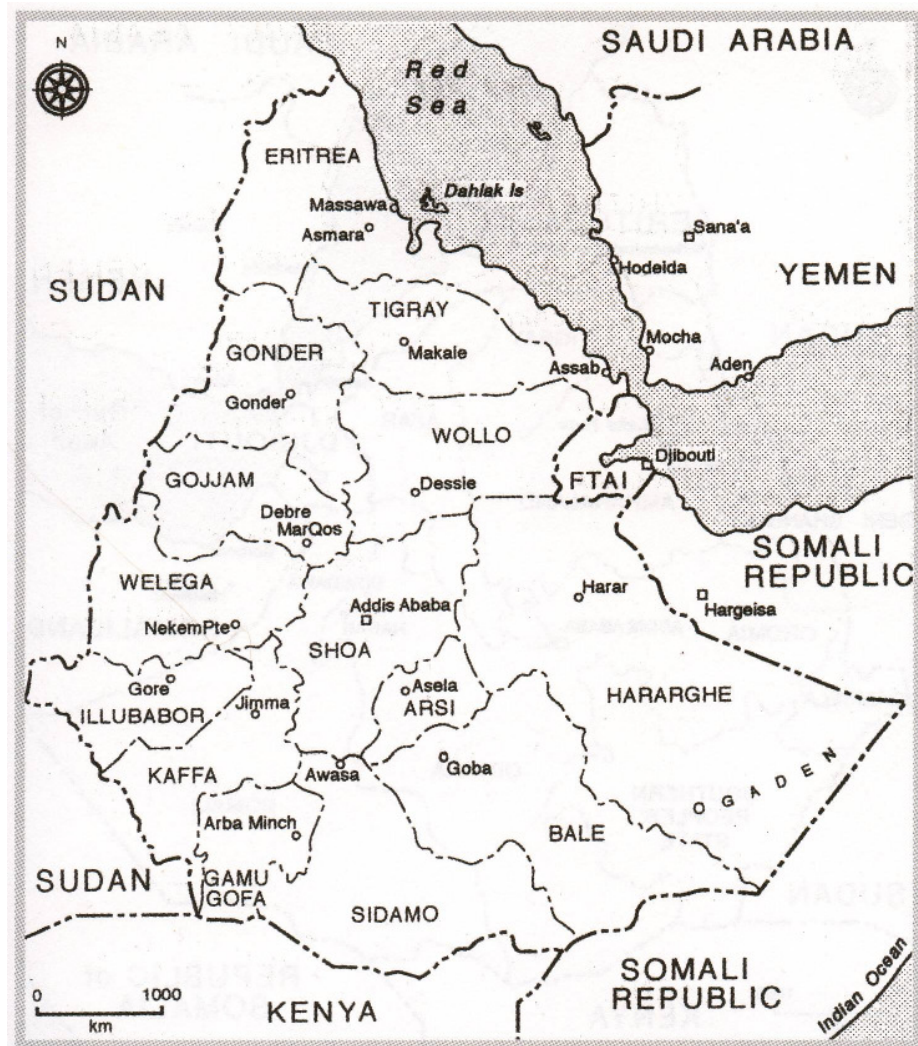 N
SAUDI ARABIA
Red
Sea
ERITREA
Dahlak Is
Massawa
Asmara
Sana'a
Hodeida
SUDAN
YEMEN
TIGRAY
GONDER
Makale
Mocha
Assab
Aden
Gonder
WOLLO
Djibouti
GOJJAM
Dessie
FTAI
Debre
MarQos
SOMALI
REPUBLIC
WELEGA
Addis Ababa
Harar
Hargeisa
NekemPte
SHOA
Gore
Asela
HARARGHE
ILLUBABOR
Jimma
ARSI
KAFFA
Awasa
Goba
OGADEN
Arba Minch
BALE
SUDAN
GAMU
GOFA
SIDAMO
0 1000
km
KENYA
SOMALI
REPUBLIC
Indian Ocean